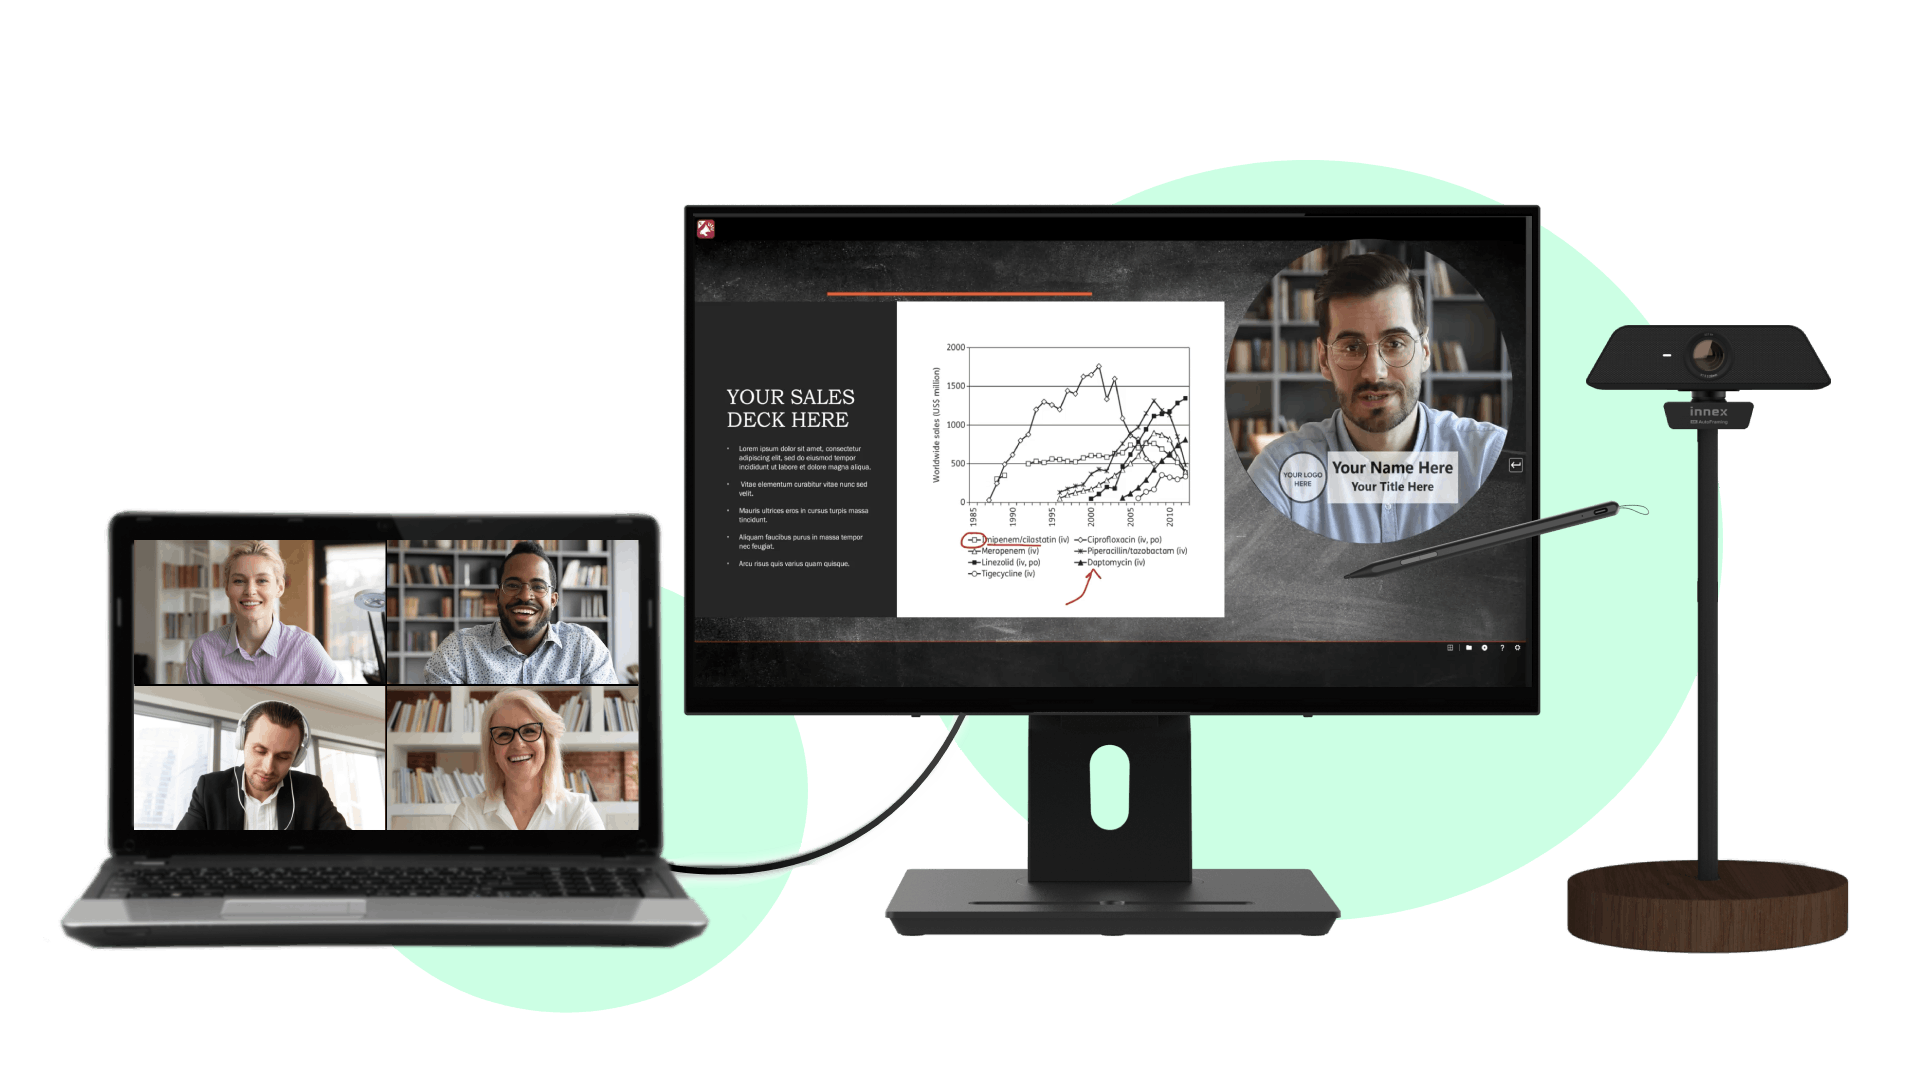 YOUR SALES
DECK HERE
• Lorem ipsum dolor sit amet, consectetur
adipiscing elit, sed do eiusmod tempor
incididunt ut labore et dolore magna aliqua.
• Vitae elementum curabitur vitae nunc sed
velit.
• Mauris ultrices eros in cursus turpis massa
tincidunt.
• Aliquam faucibus purus in massa tempor
nec feugiat.
• Arcu risus quis varius quam quisque.
Worldwide sales (US$ million)
2000
1500
1000
500
0
1985 1990 1995 2000 2005 2010
Imipenem/cilastatin (iv) Ciprofloxacin (iv, po)
Meropenem (iv) Piperacillin/tazobactam (iv)
Linezolid (iv, po) Daptomycin (iv)
Tigecycline (iv)
YOUR LOGO
HERE
Your Name Here
Your Title Here
?
innex
AutoFraming